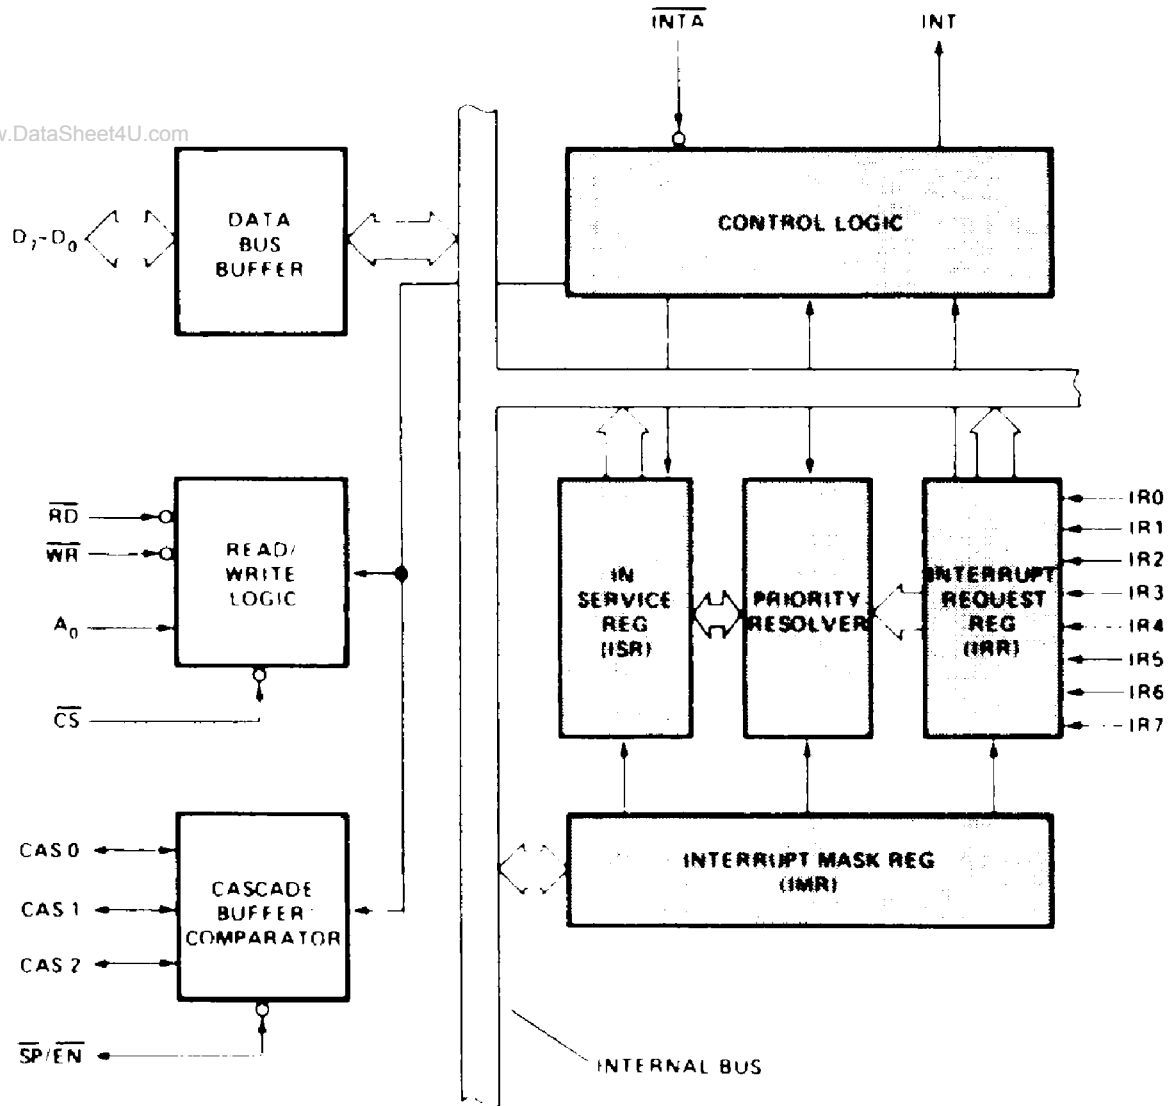 INTA
INT
w.DataSheet4U.com
DATA
BUS
BUFFER
D7-D0
CONTROL LOGIC
RD
WR
A0
CS
READ/
WRITE
LOGIC
IN
SERVICE
REG
(ISR)
PRIORITY
RESOLVER
INTERRUPT
REQUEST
REG
(IRR)
IR0
IR1
IR2
IR3
IR4
IR5
IR6
IR7
CAS 0
CAS 1
CAS 2
SP/EN
CASCADE
BUFFER
COMPARATOR
INTERRUPT MASK REG
(IMR)
INTERNAL BUS